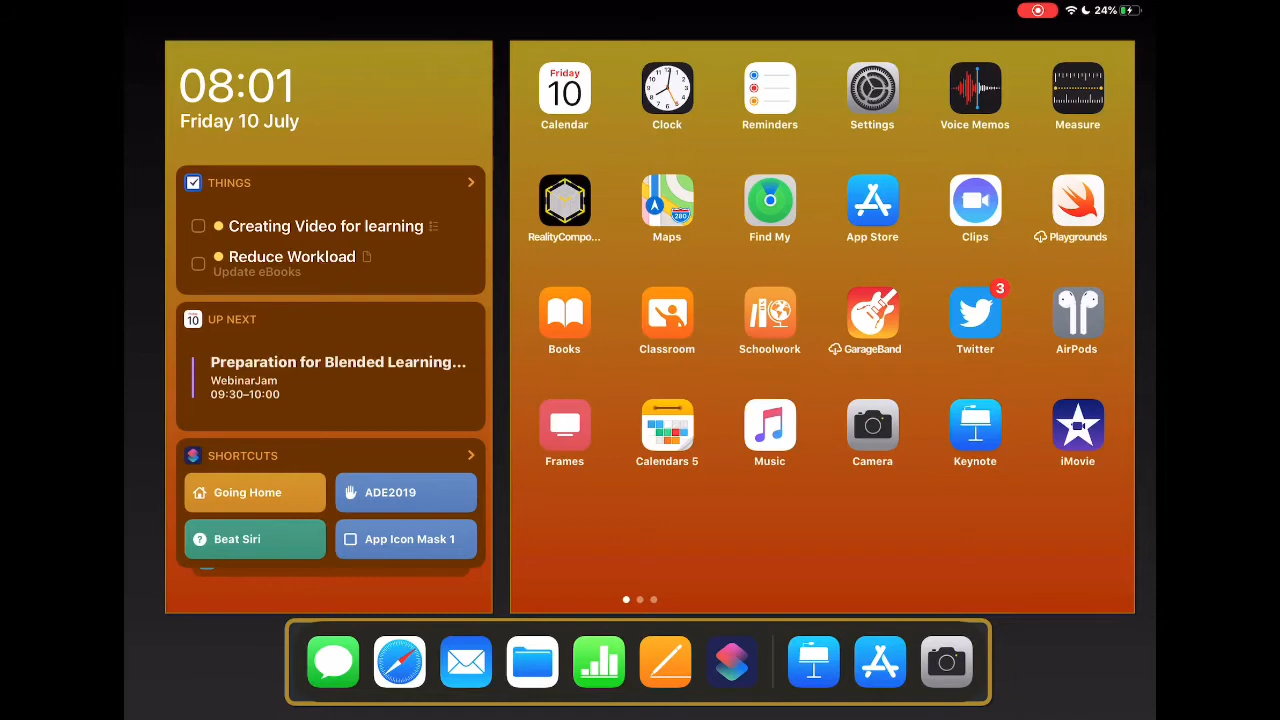 24%
08:01
Friday 10 July
THINGS
Creating Video for learning
Reduce Workload
Update eBooks
10
UP NEXT
Preparation for Blended Learning...
WebinarJam
09:30–10:00
SHORTCUTS
Going Home
ADE2019
? Beat Siri
App Icon Mask 1
Friday
10
Calendar
Clock
Reminders
Settings
Voice Memos
Measure
RealityCompo...
280
Maps
Find My
App Store
Clips
Playgrounds
Books
Classroom
Schoolwork
GarageBand
3
Twitter
AirPods
Frames
Calendars 5
Music
Camera
Keynote
iMovie